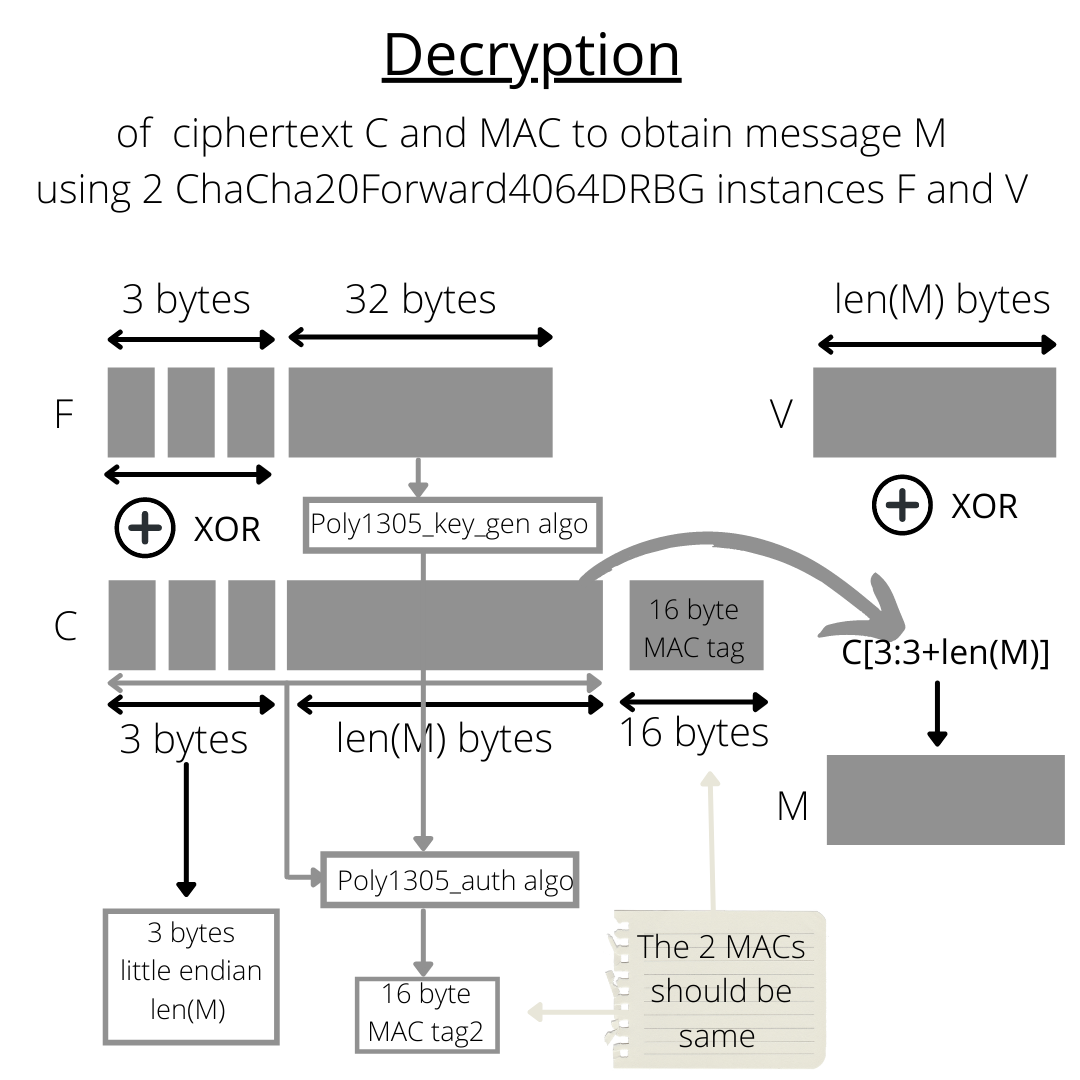 Decryption
of ciphertext C and MAC to obtain message M
using 2 ChaCha20Forward4064DRBG instances F and V
3 bytes
32 bytes
len(M) bytes
F
V
XOR
Poly1305_key_gen algo
XOR
C
16 byte
MAC tag
C[3:3+len(M)]
3 bytes
len(M) bytes
16 bytes
M
Poly1305_auth algo
3 bytes
little endian
len(M)
16 byte
MAC tag2
The 2 MACs
should be
same